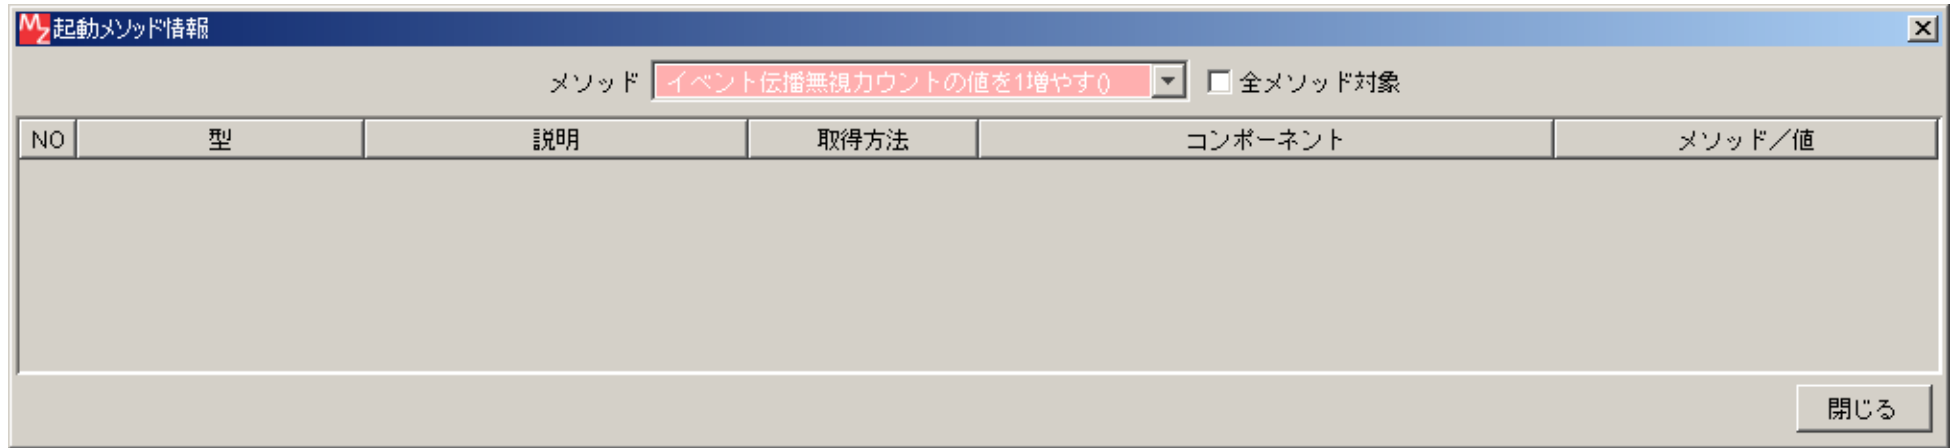 MZ 起動メソッド情報
メソッド イベント伝播無視カウントの値を1増やす() 全メソッド対象
NO 型 説明 取得方法 コンポーネント メソッド/値
閉じる